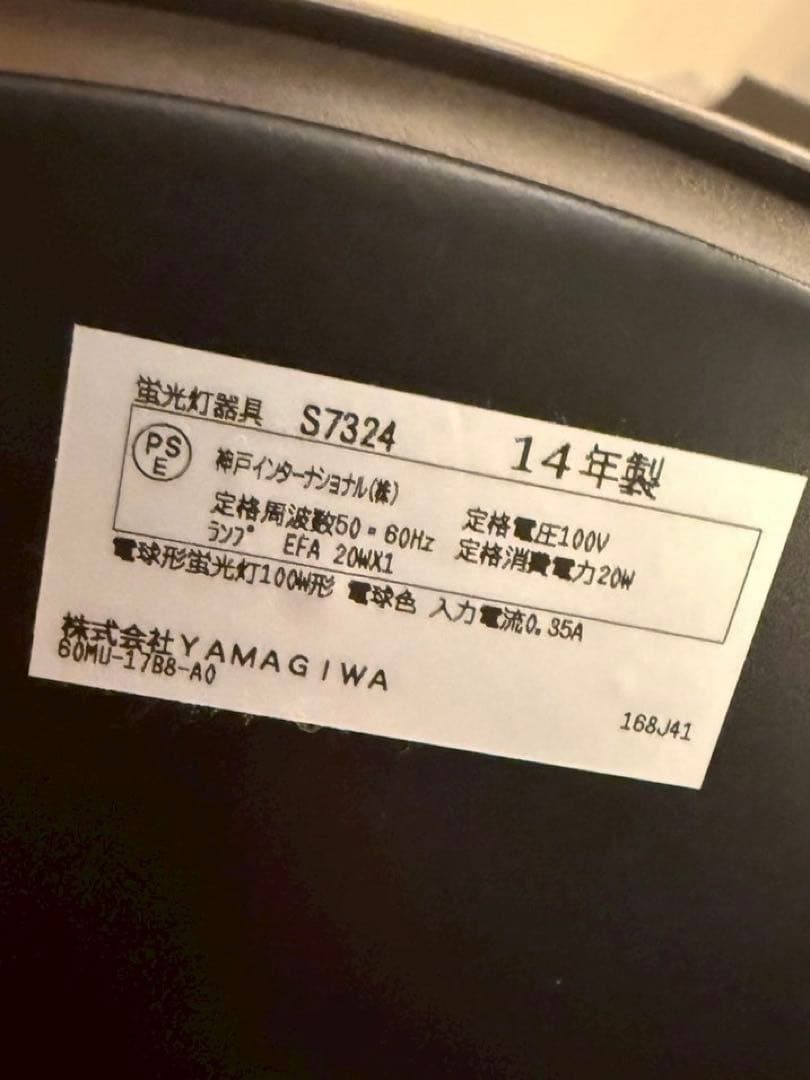 蛍光灯器具 S7324 14年製
PS
E
神戸インターナショナル(株)
定格周波数50・60Hz 定格電圧100V
ランプ EFA 20WX1 定格消費電力20W
電球形蛍光灯100W形 電球色 入力電流0.35A
株式会社YAMAGIWA
60MU-17B8-A0
168J41